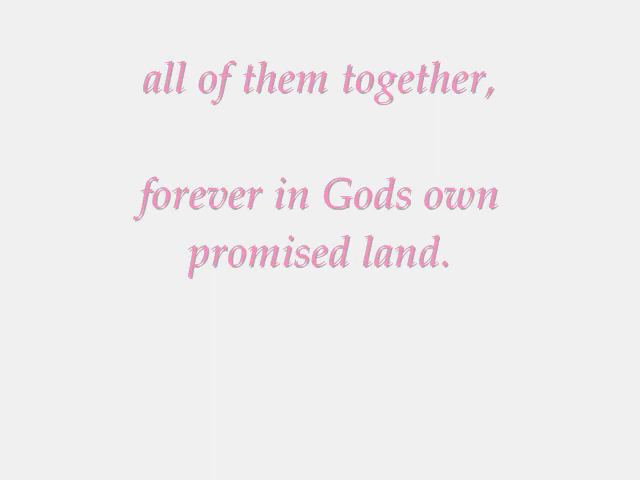 all of them together,
forever in Gods own
promised land.